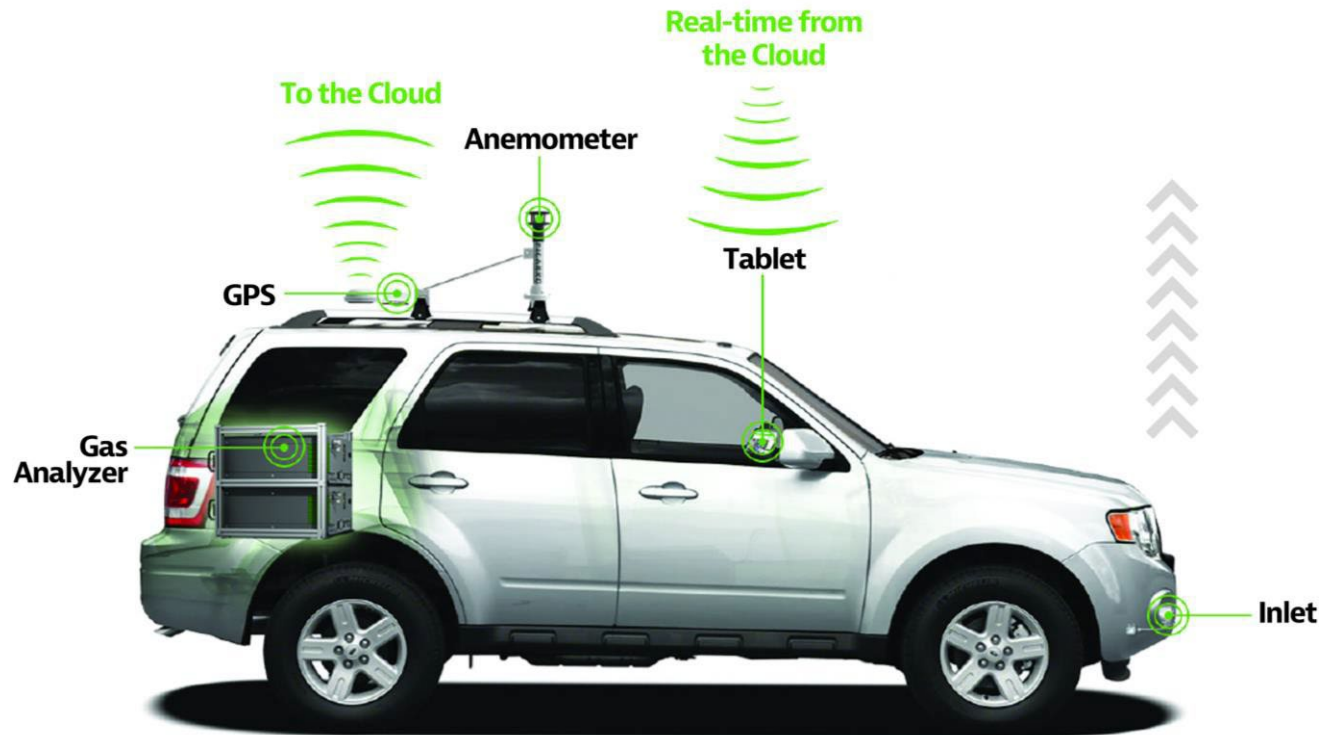 Real-time from
the Cloud
To the Cloud
Anemometer
Tablet
GPS
Gas
Analyzer
Inlet